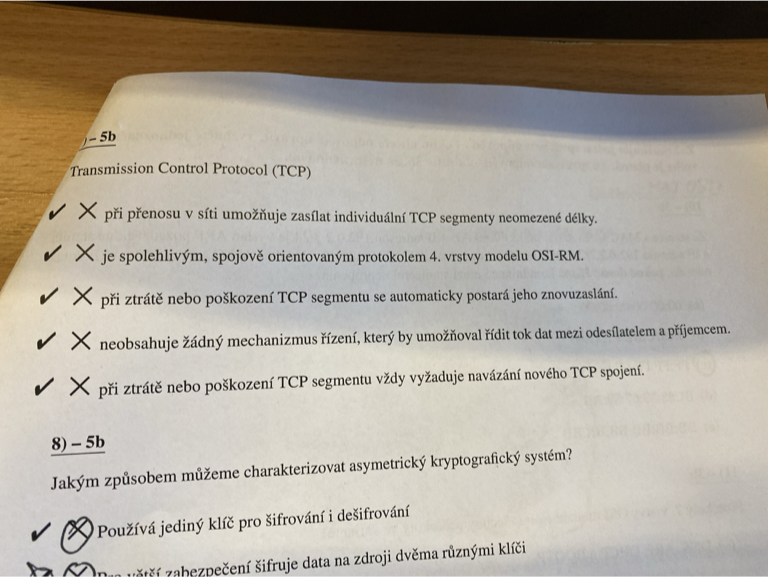 ) – 5b
Transmission Control Protocol (TCP)
✓ ✗ při přenosu v síti umožňuje zasílat individuální TCP segmenty neomezené délky.
✓ ✗ je spolehlivým, spojově orientovaným protokolem 4. vrstvy modelu OSI-RM.
✓ ✗ při ztrátě nebo poškození TCP segmentu se automaticky postará jeho znovuzaslání.
✓ ✗ neobsahuje žádný mechanizmus řízení, který by umožňoval řídit tok dat mezi odesílatelem a příjemcem.
✓ ✗ při ztrátě nebo poškození TCP segmentu vždy vyžaduje navázání nového TCP spojení.
8) – 5b
Jakým způsobem můžeme charakterizovat asymetrický kryptografický systém?
✓ ✗ Používá jediný klíč pro šifrování i dešifrování
větší zabezpečení šifruje data na zdroji dvěma různými klíči